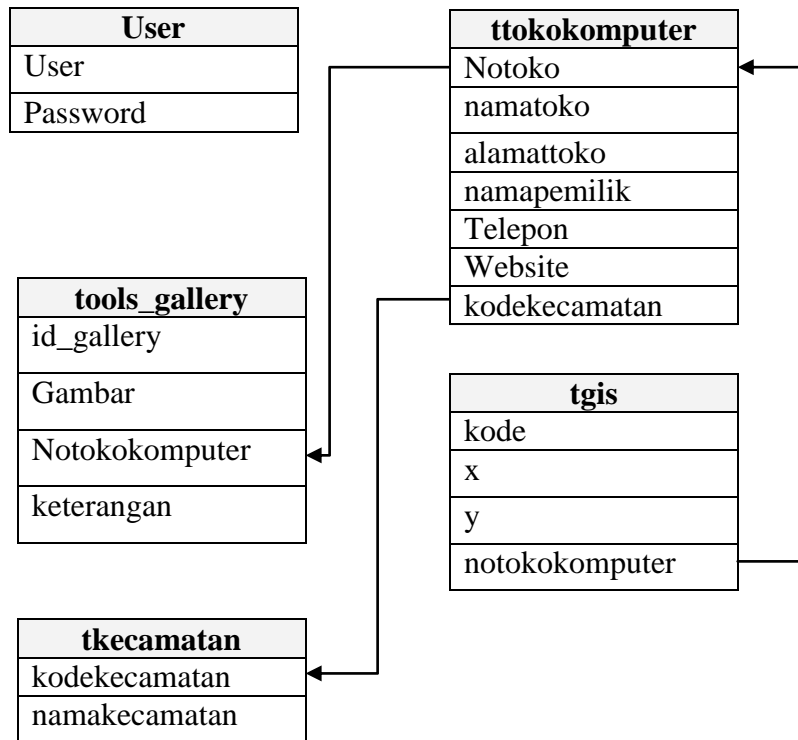 User
User
Password
ttokokomputer
Notoko
namatoko
alamattoko
namapemilik
Telepon
Website
kodekecamatan
tools_gallery
id_gallery
Gambar
Notokokomputer
keterangan
tgis
kode
x
y
notokokomputer
tkecamatan
kodekecamatan
namakecamatan